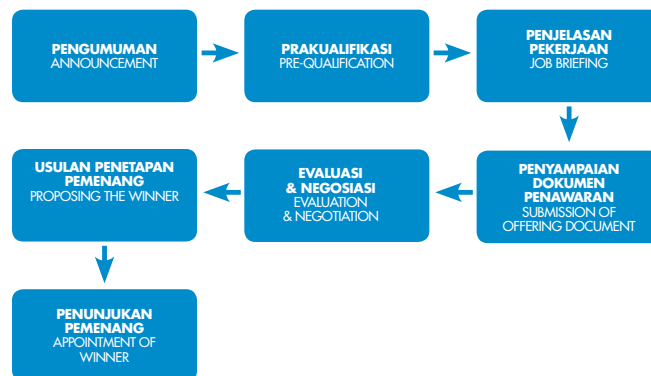 PENGUMUMAN
ANNOUNCEMENT
PRAKUALIFIKASI
PRE-QUALIFICATION
PENJELASAN
PEKERJAAN
JOB BRIEFING
PENYAMPAIAN
DOKUMEN
PENAWARAN
SUBMISSION OF
OFFERING DOCUMENT
EVALUASI
& NEGOSIASI
EVALUATION
& NEGOTIATION
USULAN PENETAPAN
PEMENANG
PROPOSING THE WINNER
PENUNJUKAN
PEMENANG
APPOINTMENT OF
WINNER